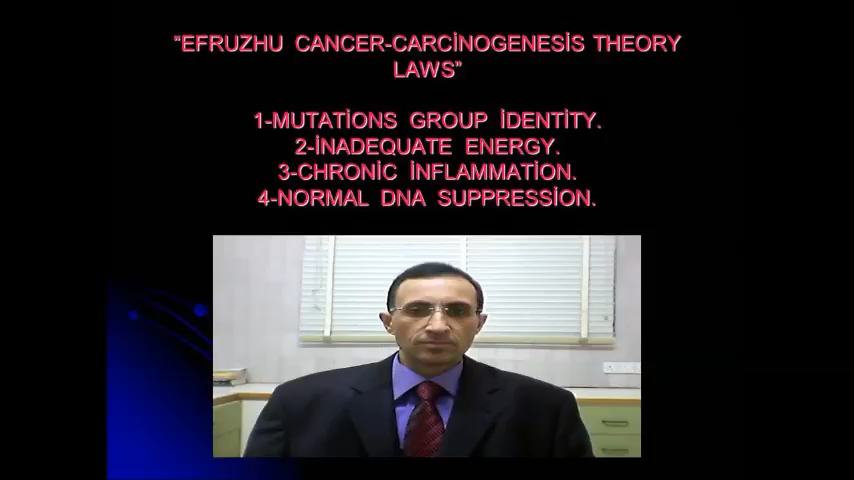 “EFRUZHU CANCER-CARCİNOGENESİS THEORY
LAWS”
1-MUTATİONS GROUP İDENTİTY.
2-İNADEQUATE ENERGY.
3-CHRONİC İNFLAMMATİON.
4-NORMAL DNA SUPPRESSİON.